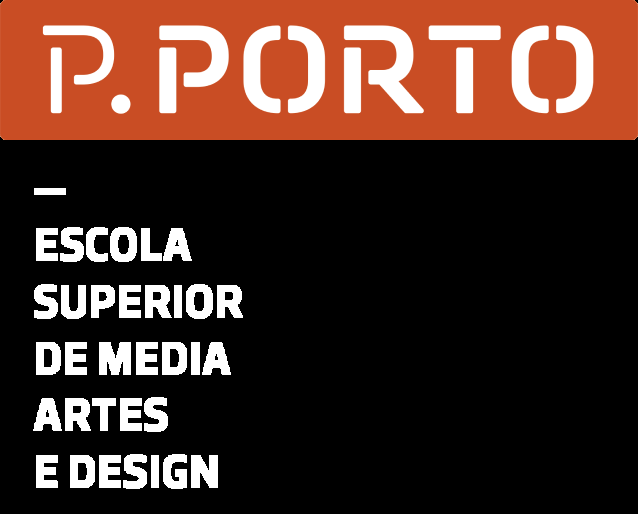 P.PORTO
—
ESCOLA
SUPERIOR
DE MEDIA
ARTES
E DESIGN